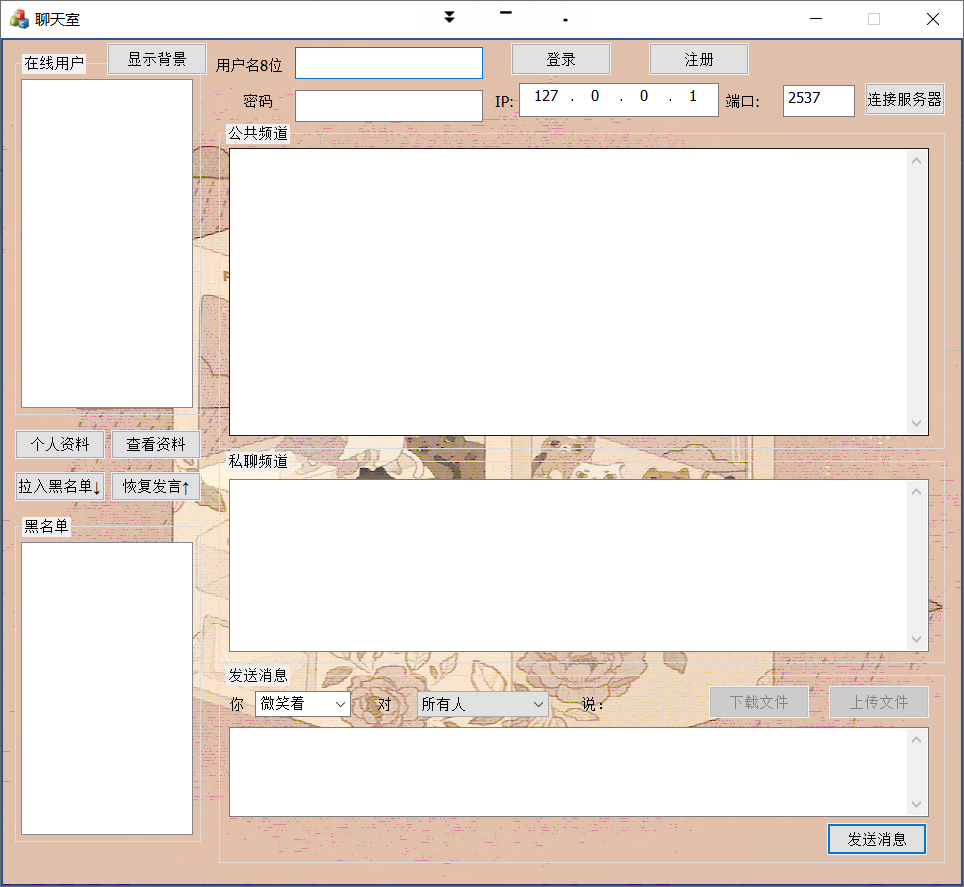 聊天室
在线用户
显示背景
用户名8位
登录
注册
密码
IP: 127 . 0 . 0 . 1
端口:
2537
连接服务器
公共频道
个人资料
查看资料
拉入黑名单↓
恢复发言↑
私聊频道
黑名单
发送消息
你 微笑着 对 所有人 说:
下载文件
上传文件
发送消息